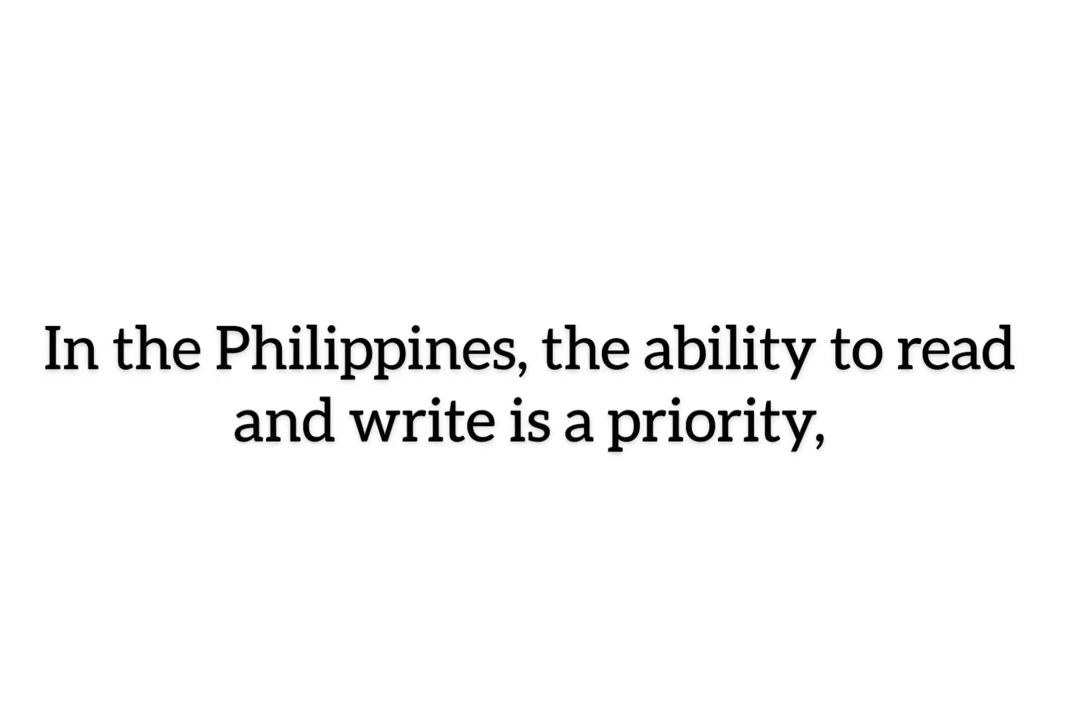 In the Philippines, the ability to read
and write is a priority,